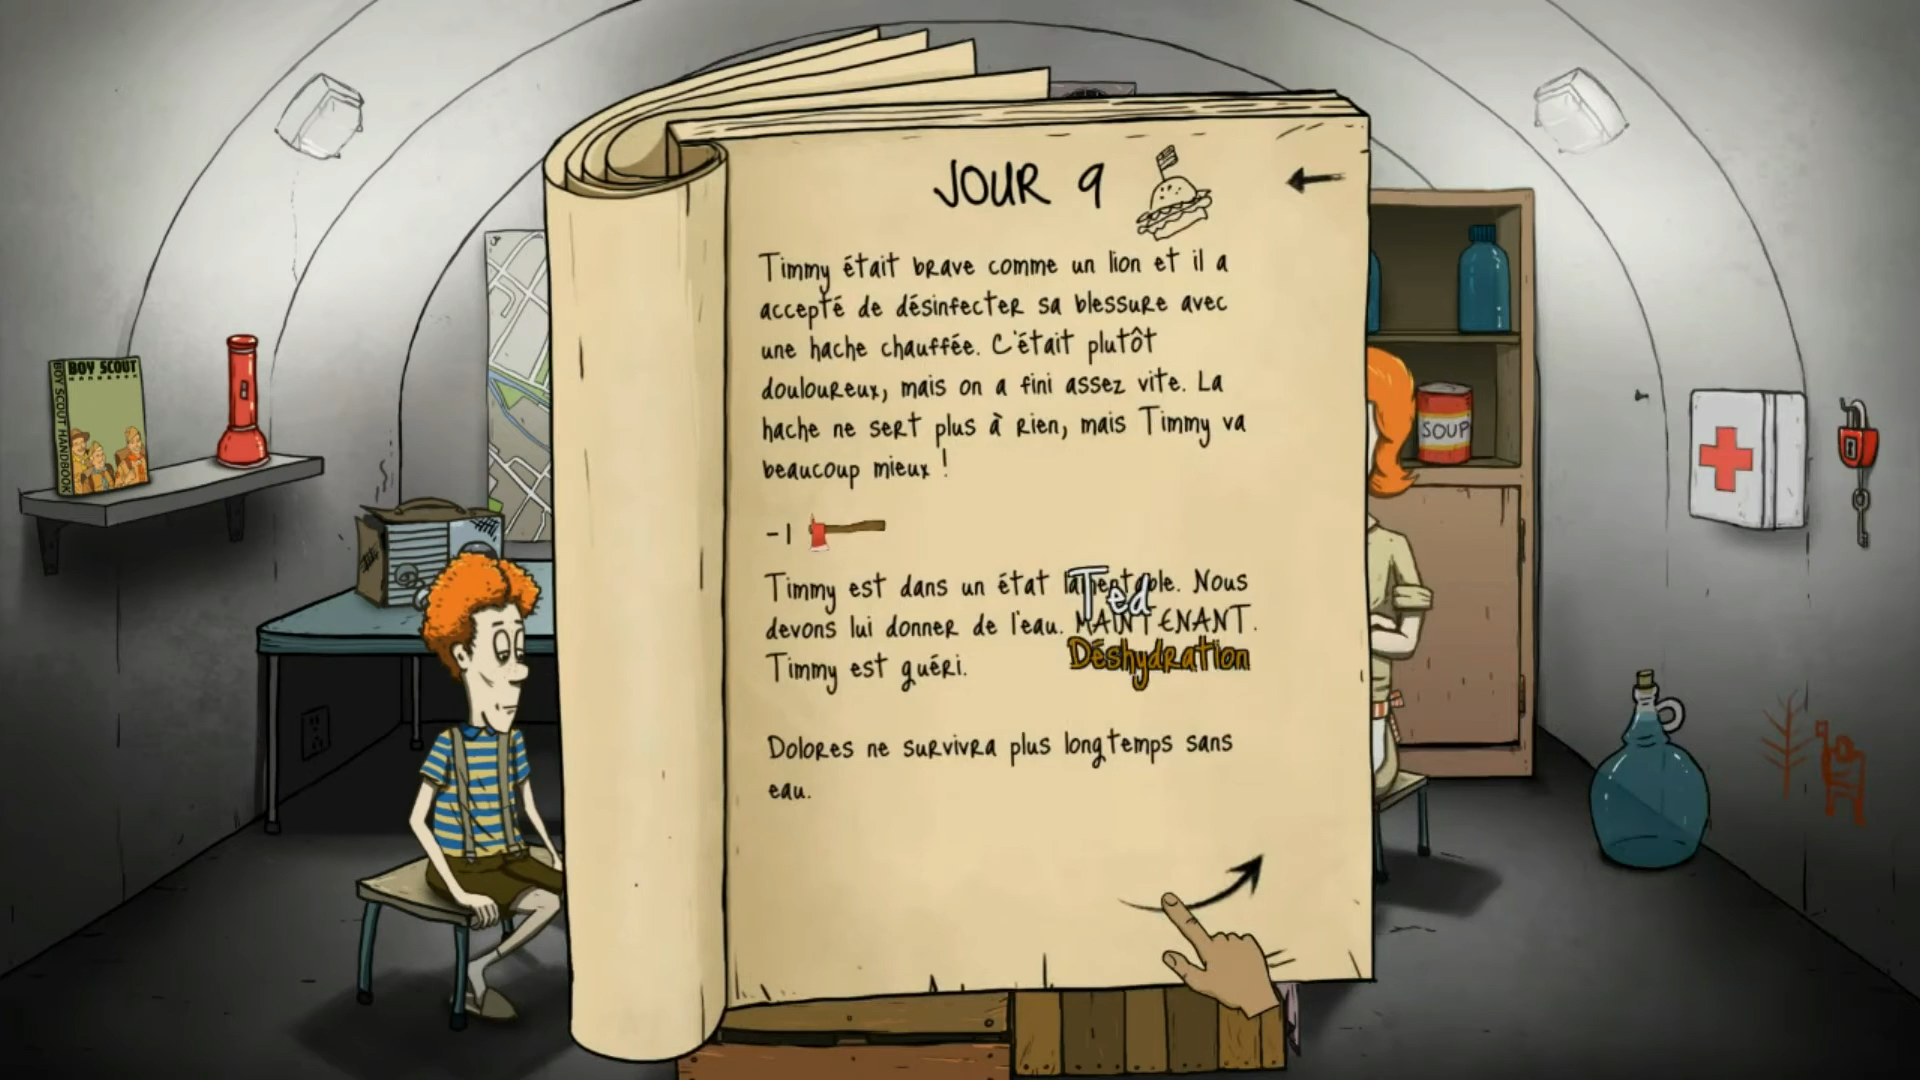 JOUR 9
Timmy était brave comme un lion et il a
accepté de désinfecter sa blessure avec
une hache chauffée. C'était plutôt
douloureux, mais on a fini assez vite. La
hache ne sert plus à rien, mais Timmy va
beaucoup mieux !
-1
Timmy est dans un état lamentable. Nous
devons lui donner de l'eau. MAINTENANT.
Timmy est guéri.
Ted
Déshydration
Dolores ne survivra plus longtemps sans
eau.
BOY SCOUT
HANDBOOK
BOY SCOUT HANDBOOK
SOUP